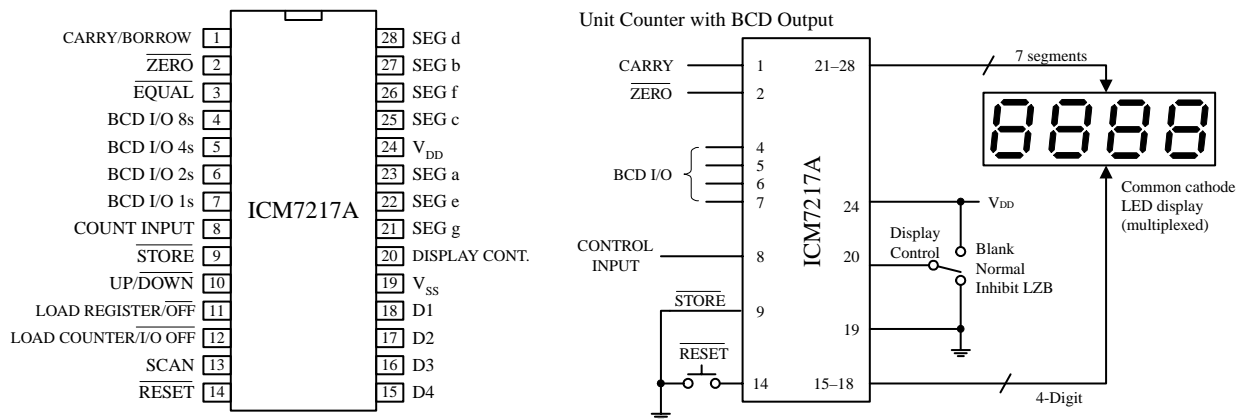 CARRY/BORROW 1
ZERO 2
EQUAL 3
BCD I/O 8s 4
BCD I/O 4s 5
BCD I/O 2s 6
BCD I/O 1s 7
COUNT INPUT 8
STORE 9
UP/DOWN 10
LOAD REGISTER/OFF 11
LOAD COUNTER/I/O OFF 12
SCAN 13
RESET 14
ICM7217A
28 SEG d
27 SEG b
26 SEG f
25 SEG c
24 VDD
23 SEG a
22 SEG e
21 SEG g
20 DISPLAY CONT.
19 VSS
18 D1
17 D2
16 D3
15 D4
Unit Counter with BCD Output
CARRY 1
ZERO 2
BCD I/O
4
5
6
7
CONTROL
INPUT
8
STORE
9
RESET
14
ICM7217A
21–28
7 segments
8888
Common cathode
LED display
(multiplexed)
24
VDD
Display
Control
20
Blank
Normal
Inhibit LZB
19
15–18
4-Digit